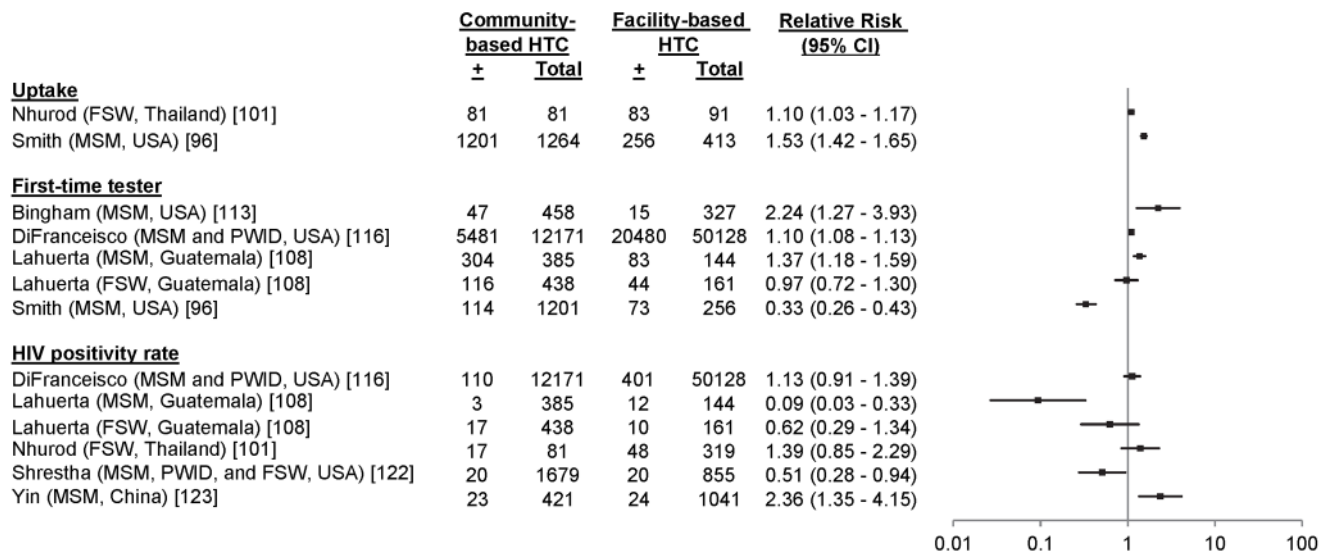 Community-based HTC Facility-based HTC Relative Risk (95% CI)
+ Total + Total
Uptake
Nhurod (FSW, Thailand) [101] 81 81 83 91 1.10 (1.03 - 1.17)
Smith (MSM, USA) [96] 1201 1264 256 413 1.53 (1.42 - 1.65)
First-time tester
Bingham (MSM, USA) [113] 47 458 15 327 2.24 (1.27 - 3.93)
DiFranceisco (MSM and PWID, USA) [116] 5481 12171 20480 50128 1.10 (1.08 - 1.13)
Lahuerta (MSM, Guatemala) [108] 304 385 83 144 1.37 (1.18 - 1.59)
Lahuerta (FSW, Guatemala) [108] 116 438 44 161 0.97 (0.72 - 1.30)
Smith (MSM, USA) [96] 114 1201 73 256 0.33 (0.26 - 0.43)
HIV positivity rate
DiFranceisco (MSM and PWID, USA) [116] 110 12171 401 50128 1.13 (0.91 - 1.39)
Lahuerta (MSM, Guatemala) [108] 3 385 12 144 0.09 (0.03 - 0.33)
Lahuerta (FSW, Guatemala) [108] 17 438 10 161 0.62 (0.29 - 1.34)
Nhurod (FSW, Thailand) [101] 17 81 48 319 1.39 (0.85 - 2.29)
Shrestha (MSM, PWID, and FSW, USA) [122] 20 1679 20 855 0.51 (0.28 - 0.94)
Yin (MSM, China) [123] 23 421 24 1041 2.36 (1.35 - 4.15)
0.01 0.1 1 10 100